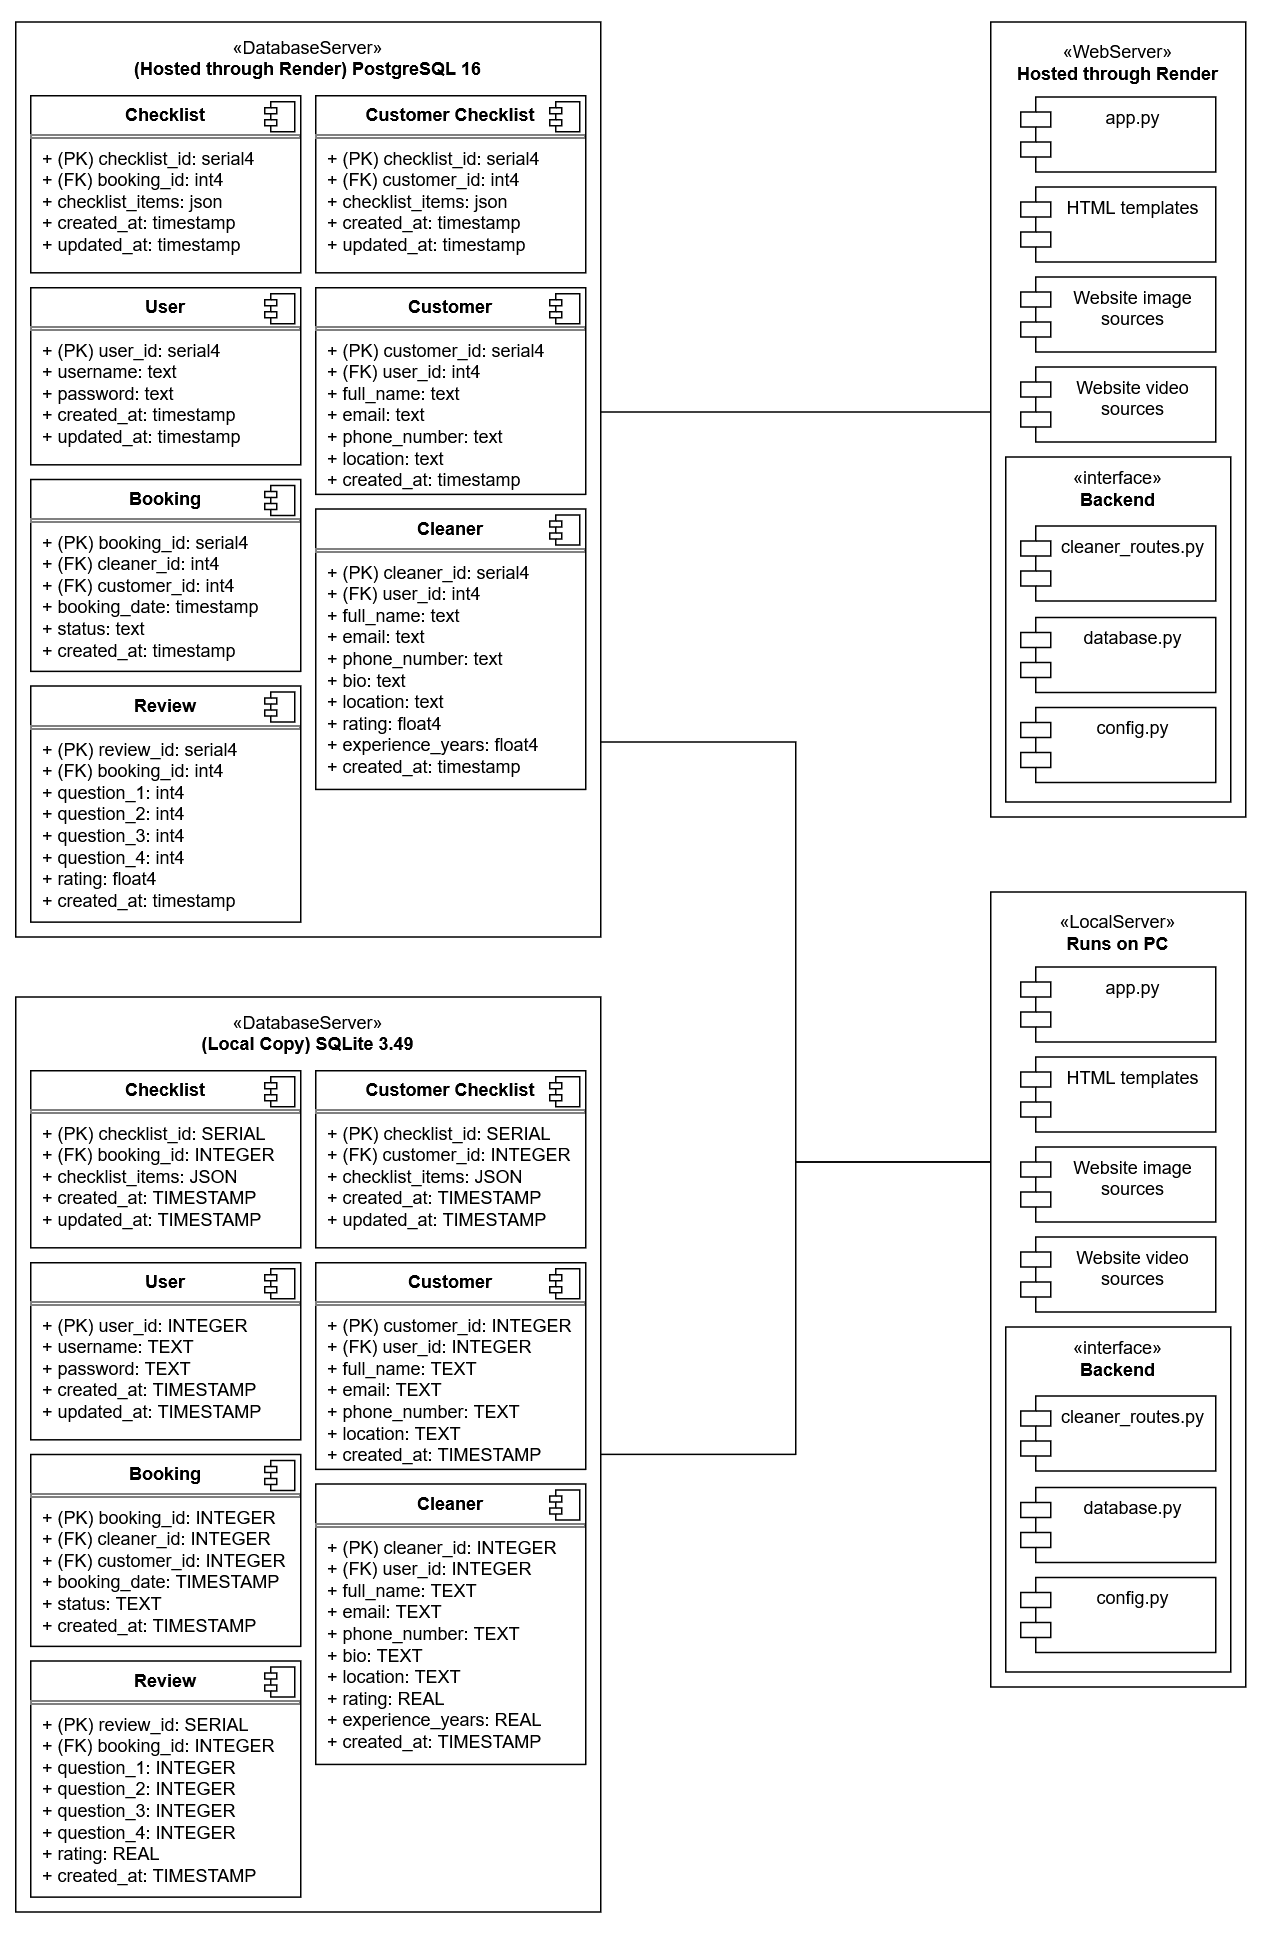 «DatabaseServer»
(Hosted through Render) PostgreSQL 16
Checklist
+ (PK) checklist_id: serial4
+ (FK) booking_id: int4
+ checklist_items: json
+ created_at: timestamp
+ updated_at: timestamp
Customer Checklist
+ (PK) checklist_id: serial4
+ (FK) customer_id: int4
+ checklist_items: json
+ created_at: timestamp
+ updated_at: timestamp
User
+ (PK) user_id: serial4
+ username: text
+ password: text
+ created_at: timestamp
+ updated_at: timestamp
Customer
+ (PK) customer_id: serial4
+ (FK) user_id: int4
+ full_name: text
+ email: text
+ phone_number: text
+ location: text
+ created_at: timestamp
Booking
+ (PK) booking_id: serial4
+ (FK) cleaner_id: int4
+ (FK) customer_id: int4
+ booking_date: timestamp
+ status: text
+ created_at: timestamp
Cleaner
+ (PK) cleaner_id: serial4
+ (FK) user_id: int4
+ full_name: text
+ email: text
+ phone_number: text
+ bio: text
+ location: text
+ rating: float4
+ experience_years: float4
+ created_at: timestamp
Review
+ (PK) review_id: serial4
+ (FK) booking_id: int4
+ question_1: int4
+ question_2: int4
+ question_3: int4
+ question_4: int4
+ rating: float4
+ created_at: timestamp
«WebServer»
Hosted through Render
app.py
HTML templates
Website image
sources
Website video
sources
«interface»
Backend
cleaner_routes.py
database.py
config.py
«DatabaseServer»
(Local Copy) SQLite 3.49
Checklist
+ (PK) checklist_id: SERIAL
+ (FK) booking_id: INTEGER
+ checklist_items: JSON
+ created_at: TIMESTAMP
+ updated_at: TIMESTAMP
Customer Checklist
+ (PK) checklist_id: SERIAL
+ (FK) customer_id: INTEGER
+ checklist_items: JSON
+ created_at: TIMESTAMP
+ updated_at: TIMESTAMP
User
+ (PK) user_id: INTEGER
+ username: TEXT
+ password: TEXT
+ created_at: TIMESTAMP
+ updated_at: TIMESTAMP
Customer
+ (PK) customer_id: INTEGER
+ (FK) user_id: INTEGER
+ full_name: TEXT
+ email: TEXT
+ phone_number: TEXT
+ location: TEXT
+ created_at: TIMESTAMP
Booking
+ (PK) booking_id: INTEGER
+ (FK) cleaner_id: INTEGER
+ (FK) customer_id: INTEGER
+ booking_date: TIMESTAMP
+ status: TEXT
+ created_at: TIMESTAMP
Cleaner
+ (PK) cleaner_id: INTEGER
+ (FK) user_id: INTEGER
+ full_name: TEXT
+ email: TEXT
+ phone_number: TEXT
+ bio: TEXT
+ location: TEXT
+ rating: REAL
+ experience_years: REAL
+ created_at: TIMESTAMP
Review
+ (PK) review_id: SERIAL
+ (FK) booking_id: INTEGER
+ question_1: INTEGER
+ question_2: INTEGER
+ question_3: INTEGER
+ question_4: INTEGER
+ rating: REAL
+ created_at: TIMESTAMP
«LocalServer»
Runs on PC
app.py
HTML templates
Website image
sources
Website video
sources
«interface»
Backend
cleaner_routes.py
database.py
config.py